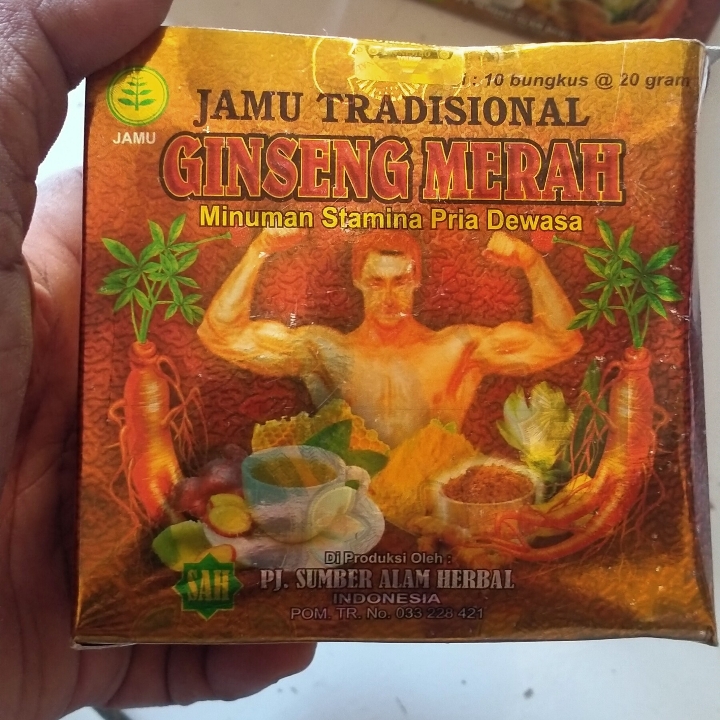 i : 10 bungkus @ 20 gram
JAMU
JAMU TRADISIONAL
GINSENG MERAH
Minuman Stamina Pria Dewasa
Di Produksi Oleh :
SAH
PJ. SUMBER ALAM HERBAL
INDONESIA
POM. TR. No. 033 228 421